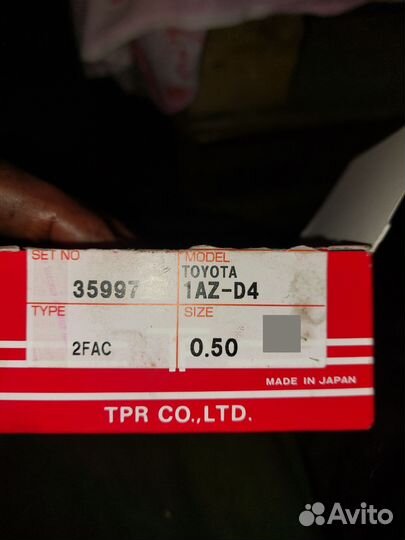 SET NO
MODEL
TOYOTA
35997
1AZ-D4
TYPE
SIZE
2FAC
0.50
MADE IN JAPAN
TPR CO.,LTD.
Avito